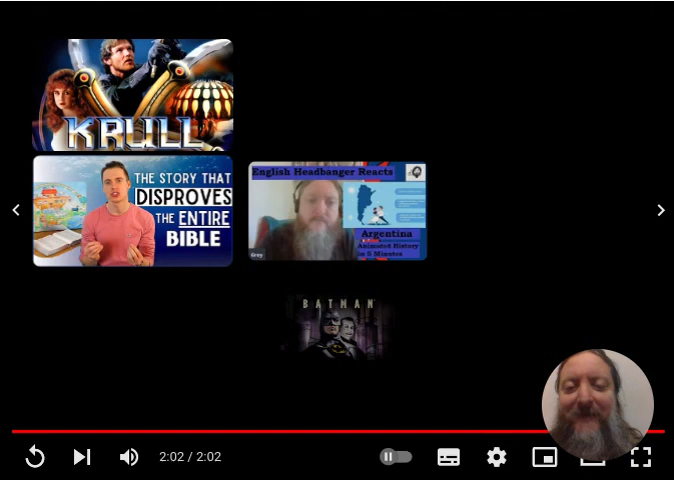 KRULL
THE STORY THAT
DISPROVES
THE ENTIRE
BIBLE
English Headbanger Reacts
Argentina
Animated History
in 5 Minutes
Grey
BATMAN
2:02 / 2:02